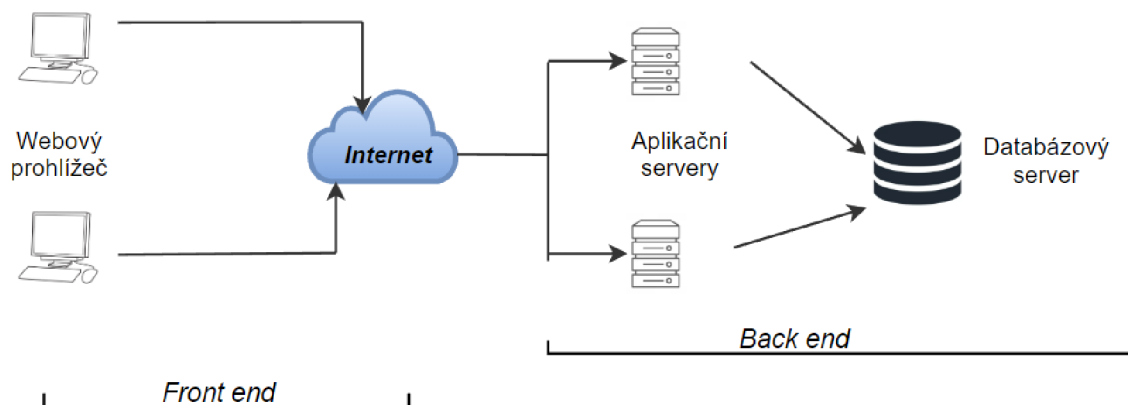 Webový
prohlížeč
Internet
Aplikační
servery
Databázový
server
Back end
Front end